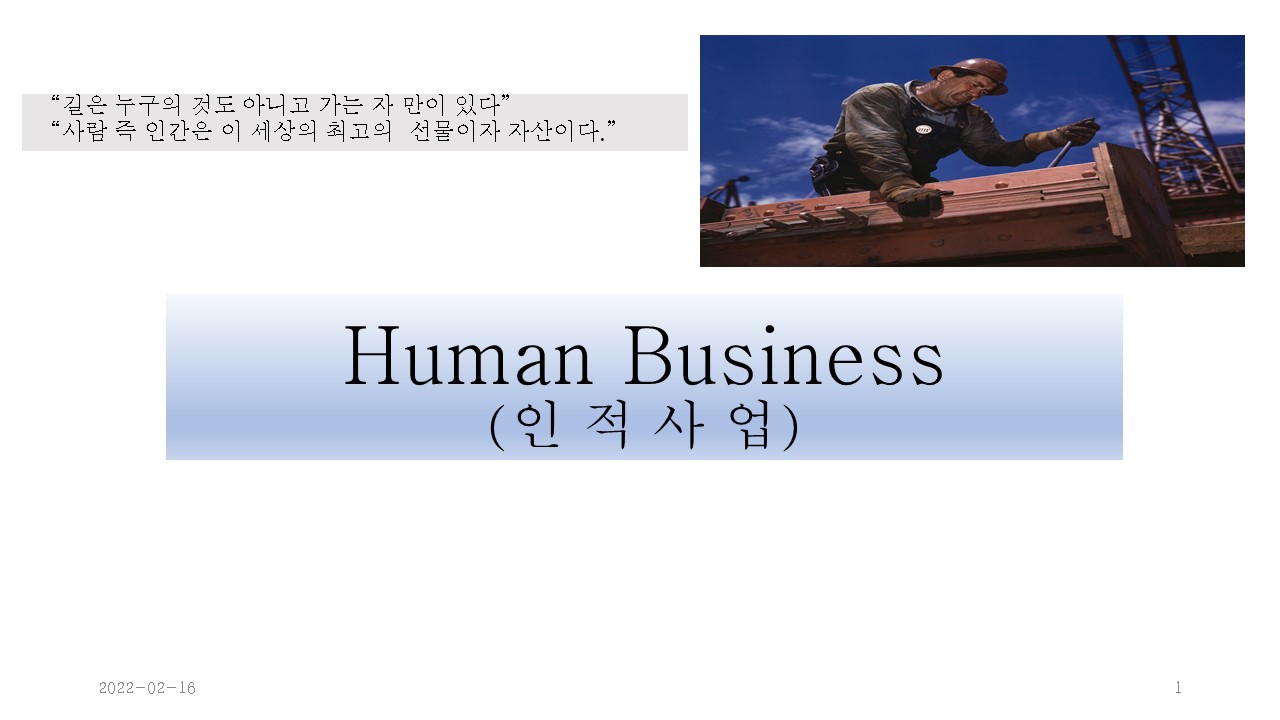 “길은 누구의 것도 아니고 가는 자 만이 있다”
“사람 즉 인간은 이 세상의 최고의  선물이자 자산이다.”
Human Business
(인 적 사 업)
2022-02-16
1